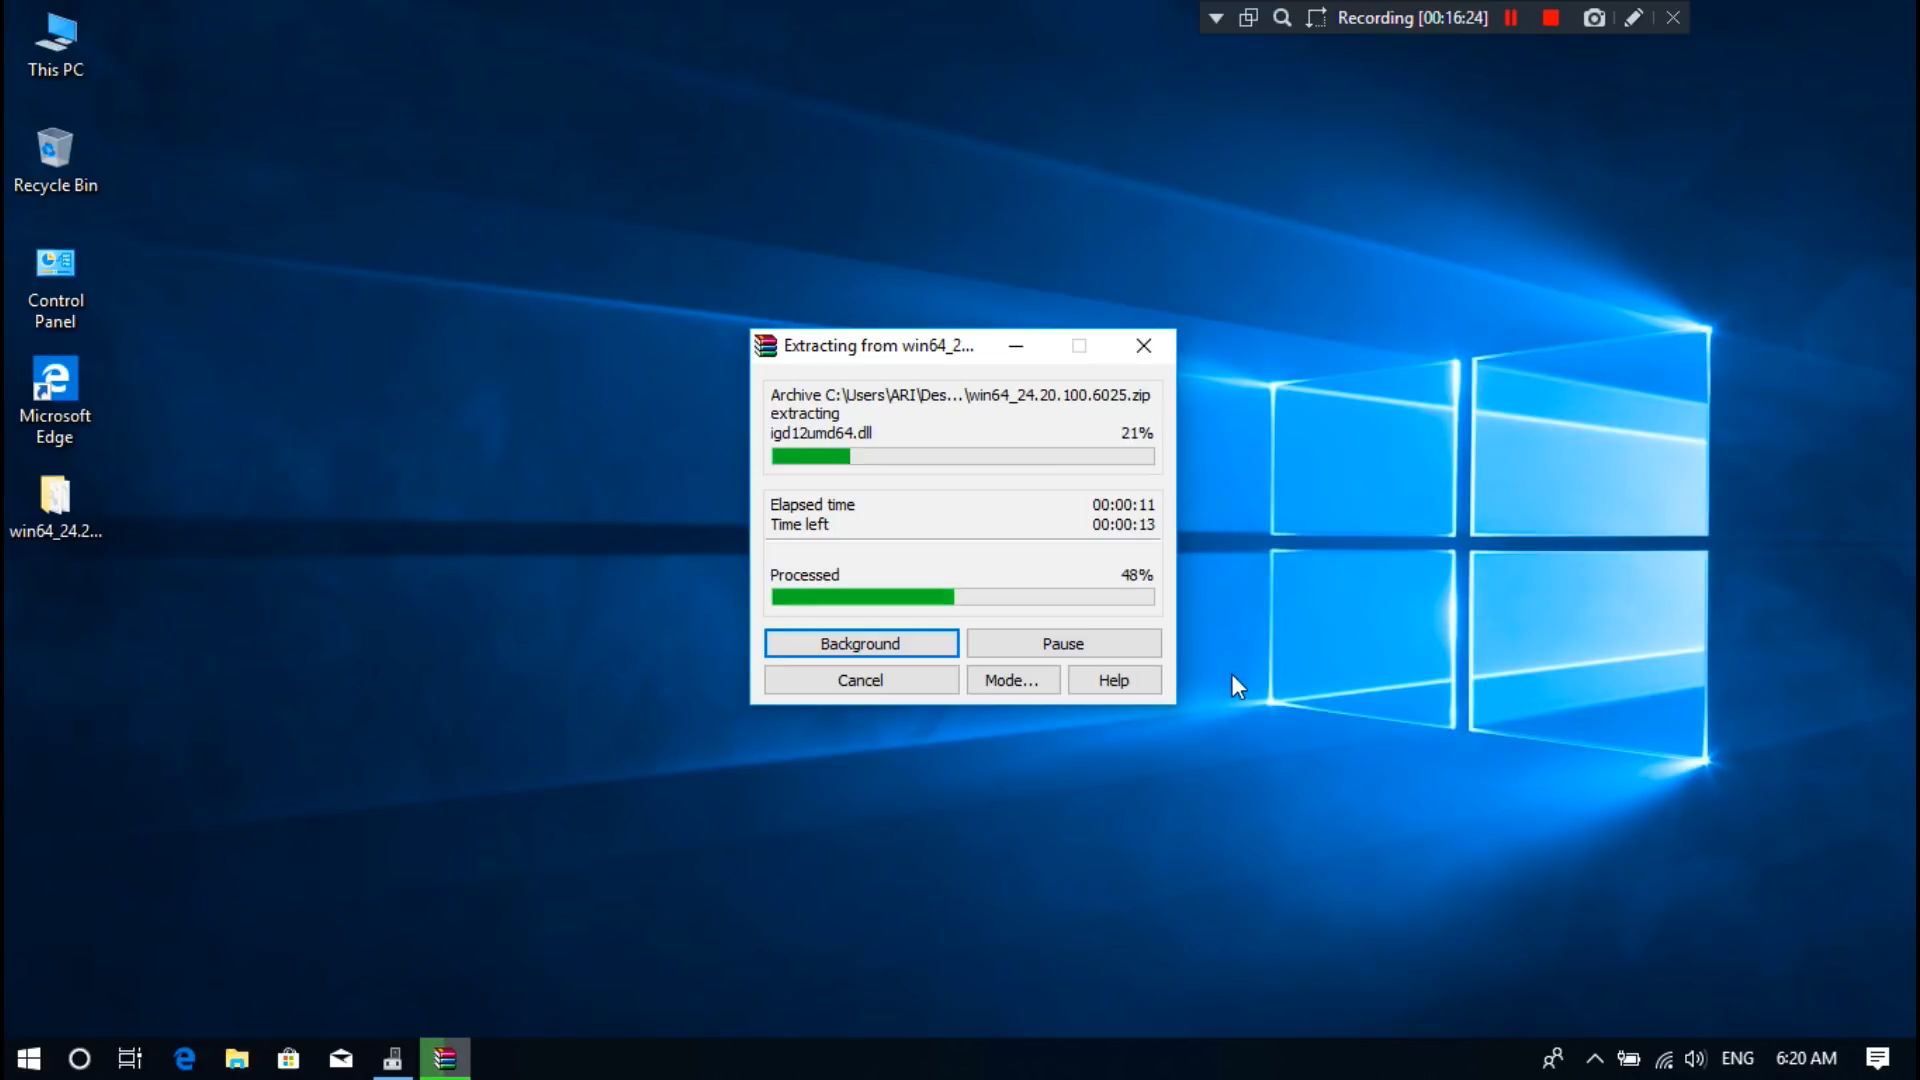 This PC
Recycle Bin
Control
Panel
Microsoft
Edge
win64_24.2...
Recording [00:16:24]
Extracting from win64_2...
Archive C:\Users\ARI\Des...\win64_24.20.100.6025.zip
extracting
igd12umd64.dll 21%
Elapsed time 00:00:11
Time left 00:00:13
Processed 48%
Background Pause
Cancel Mode... Help
ENG 6:20 AM